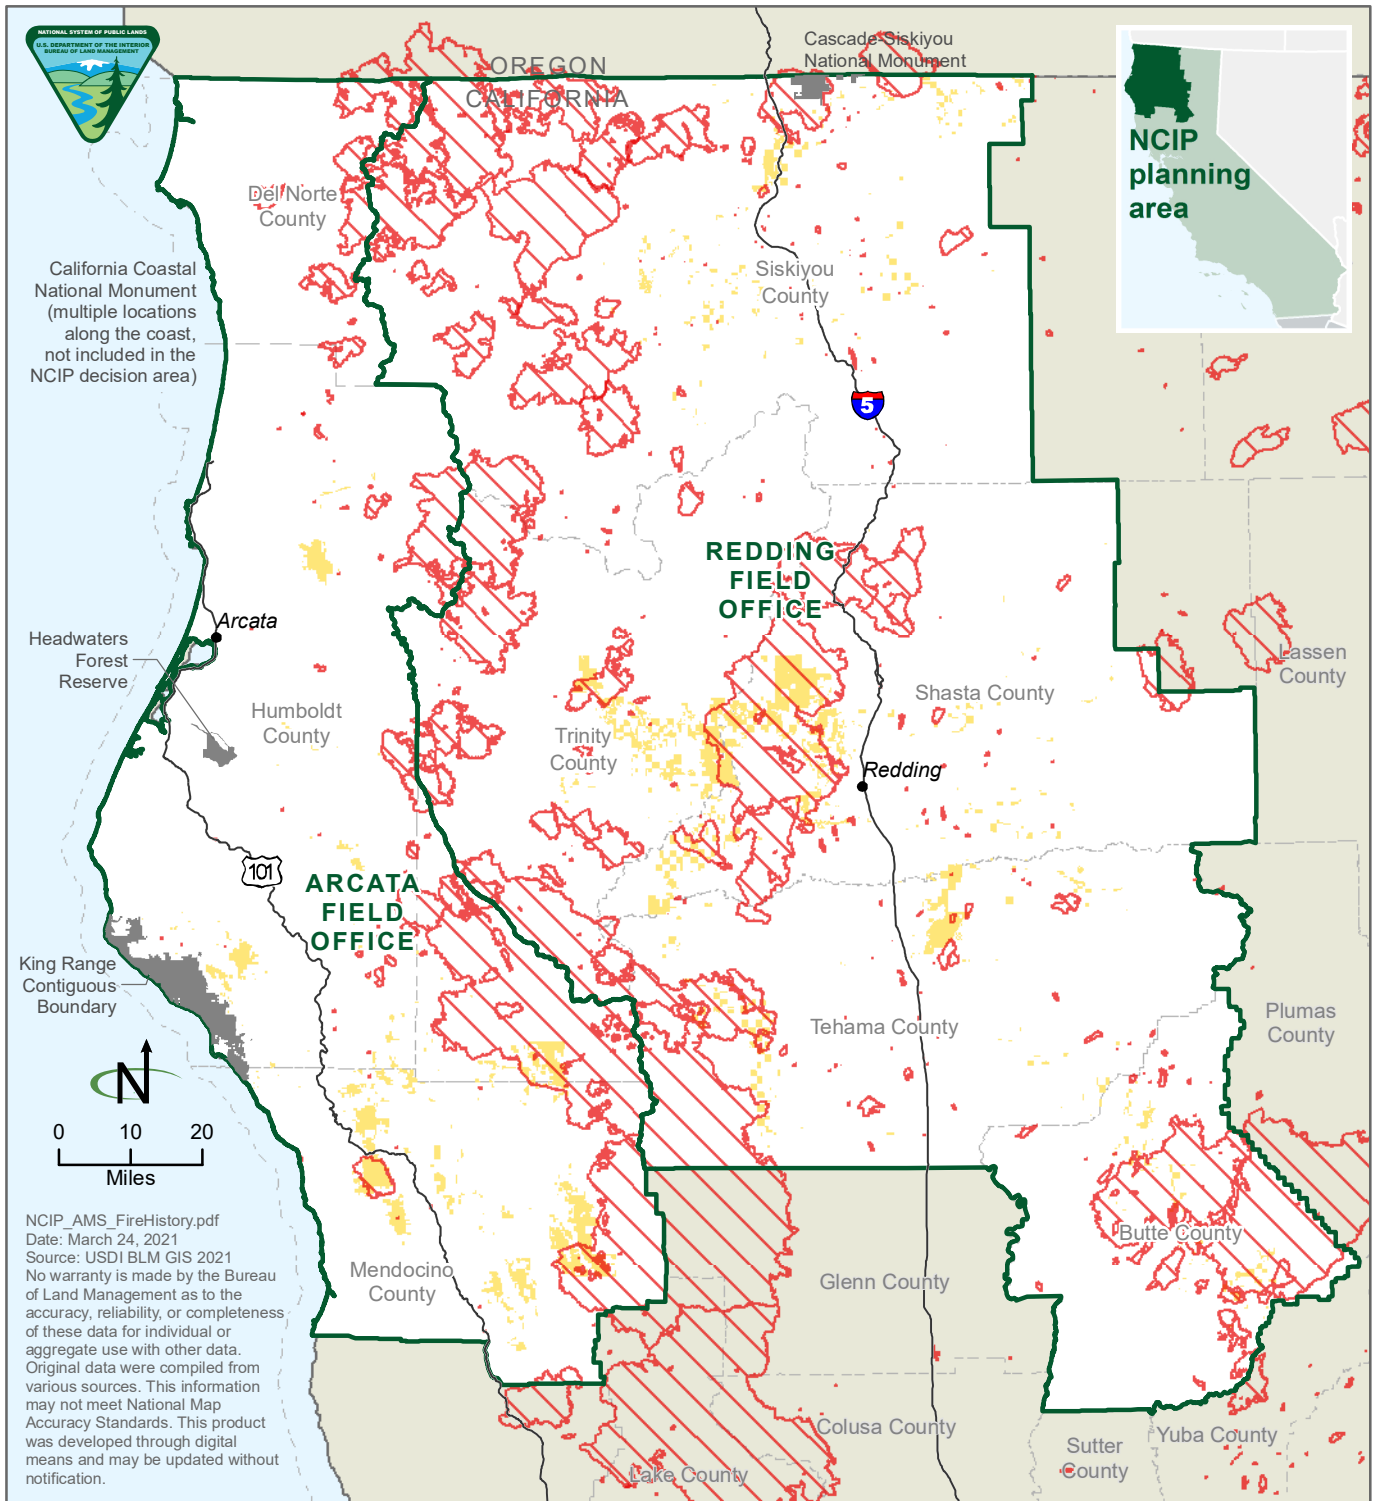 NATIONAL SYSTEM OF PUBLIC LANDS
U.S. DEPARTMENT OF THE INTERIOR
BUREAU OF LAND MANAGEMENT
OREGON
CALIFORNIA
Cascade-Siskiyou
National Monument
NCIP
planning
area
Del Norte
County
California Coastal
National Monument
(multiple locations
along the coast,
not included in the
NCIP decision area)
Siskiyou
County
5
REDDING
FIELD
OFFICE
Arcata
Headwaters
Forest
Reserve
Lassen
County
Shasta County
Humboldt
County
Trinity
County
Redding
101
ARCATA
FIELD
OFFICE
King Range
Contiguous
Boundary
Tehama County
Plumas
County
N
0 10 20
Miles
NCIP_AMS_FireHistory.pdf
Date: March 24, 2021
Source: USDI BLM GIS 2021
No warranty is made by the Bureau
of Land Management as to the
accuracy, reliability, or completeness
of these data for individual or
aggregate use with other data.
Original data were compiled from
various sources. This information
may not meet National Map
Accuracy Standards. This product
was developed through digital
means and may be updated without
notification.
Mendocino
County
Butte County
Glenn County
Colusa County
Sutter
County
Yuba County
Lake County